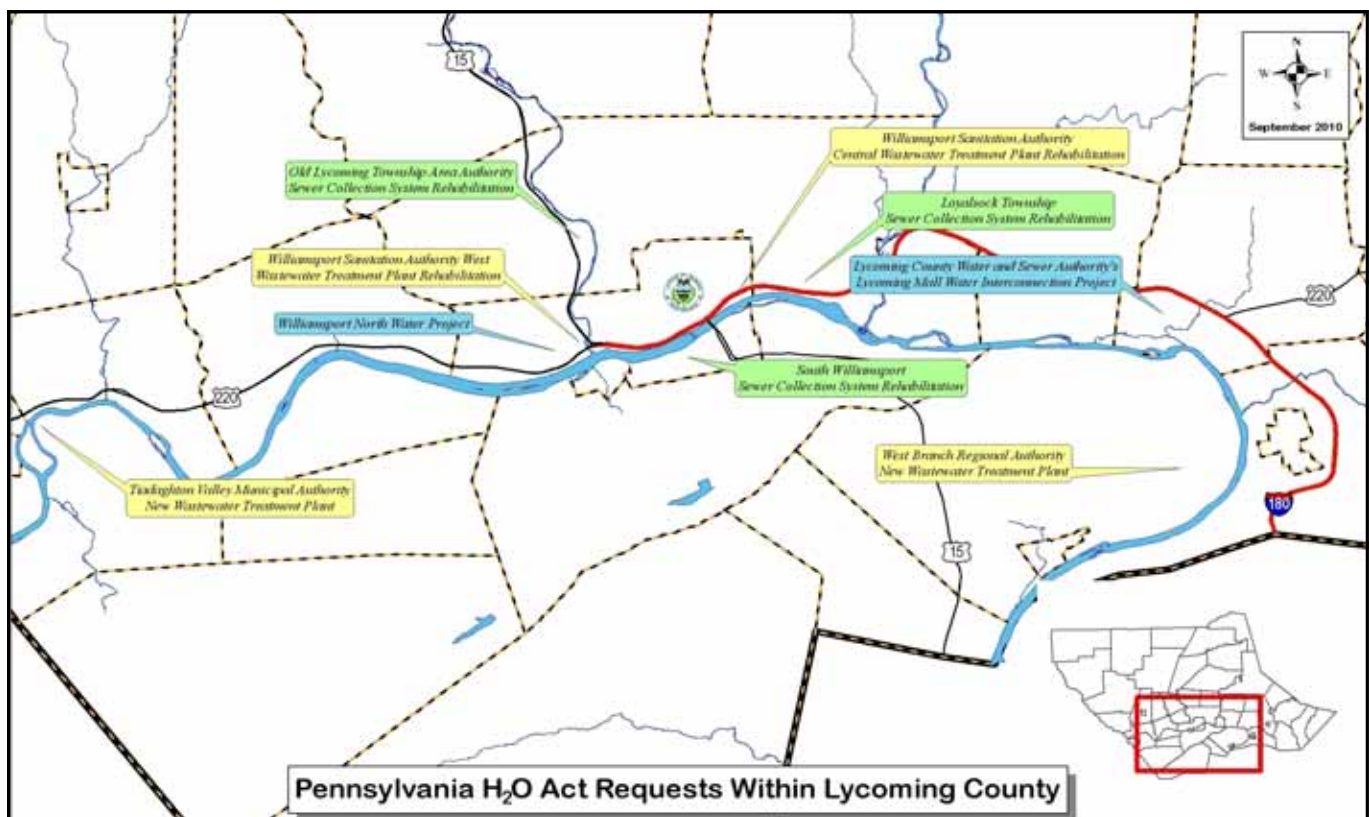 15
N
W E
S
September 2010
Williamsport Sanitation Authority
Central Wastewater Treatment Plant Rehabilitation
Old Lycoming Township Area Authority
Sewer Collection System Rehabilitation
Loyalsock Township
Sewer Collection System Rehabilitation
Williamsport Sanitation Authority West
Wastewater Treatment Plant Rehabilitation
Lycoming County Water and Sewer Authority's
Lycoming Mall Water Interconnection Project
220
Williamsport North Water Project
South Williamsport
Sewer Collection System Rehabilitation
220
West Branch Regional Authority
New Wastewater Treatment Plant
Tiadaghton Valley Municipal Authority
New Wastewater Treatment Plant
180
15
Pennsylvania H₂O Act Requests Within Lycoming County